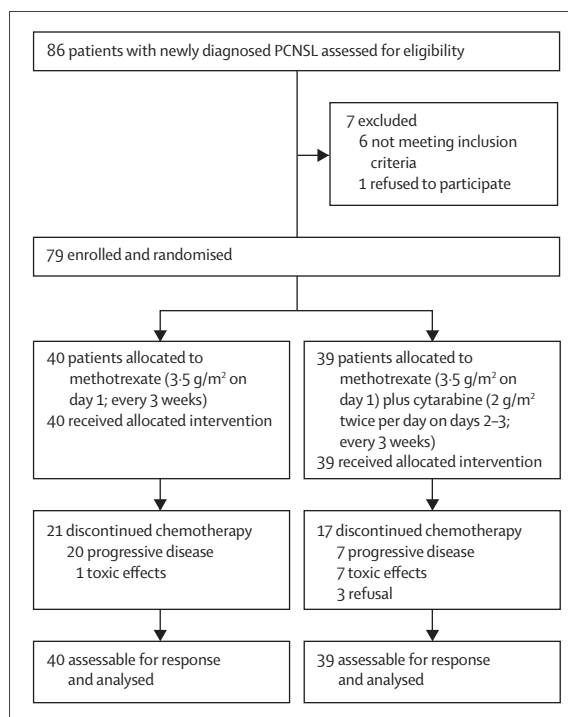 86 patients with newly diagnosed PCNSL assessed for eligibility
7 excluded
6 not meeting inclusion
criteria
1 refused to participate
79 enrolled and randomised
40 patients allocated to
methotrexate (3·5 g/m² on
day 1; every 3 weeks)
40 received allocated intervention
39 patients allocated to
methotrexate (3·5 g/m² on
day 1) plus cytarabine (2 g/m²
twice per day on days 2–3;
every 3 weeks)
39 received allocated intervention
21 discontinued chemotherapy
20 progressive disease
1 toxic effects
17 discontinued chemotherapy
7 progressive disease
7 toxic effects
3 refusal
40 assessable for response
and analysed
39 assessable for response
and analysed